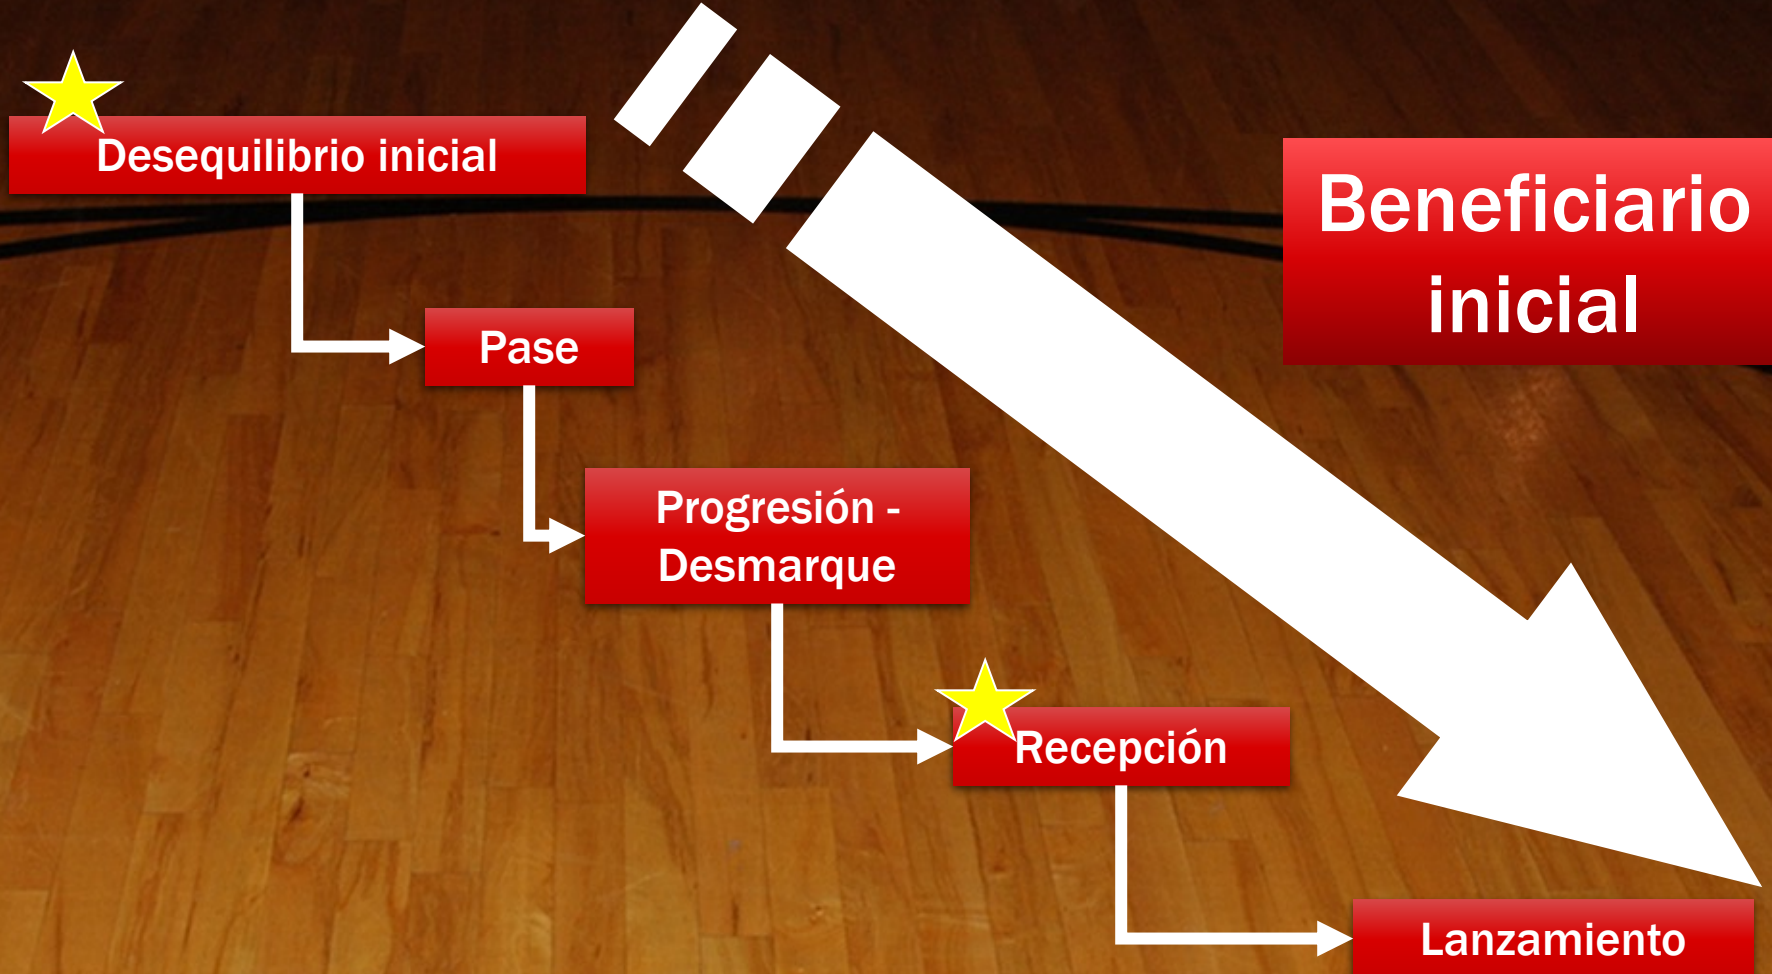 Desequilibrio inicial
Beneficiario
inicial
Pase
Progresión -
Desmarque
Recepción
Lanzamiento